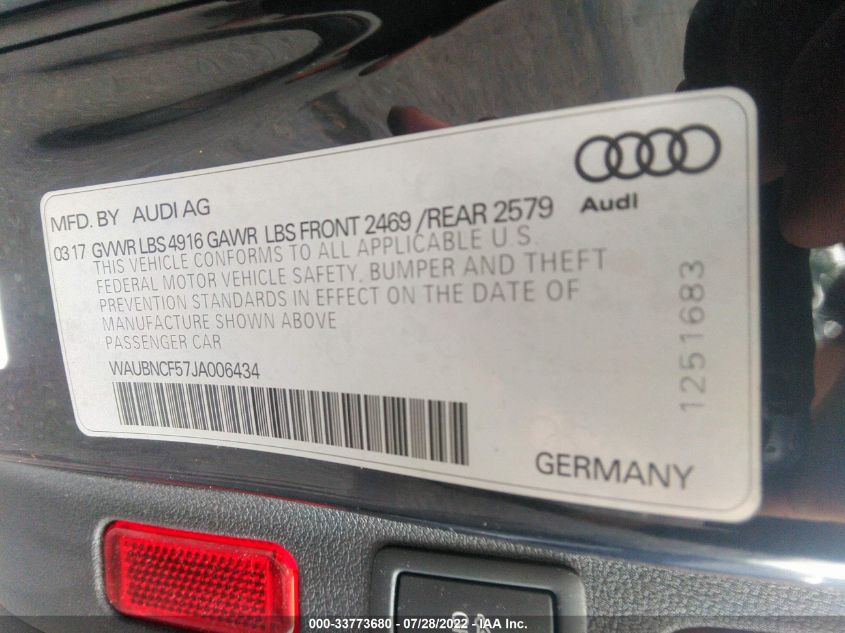 MFD. BY AUDI AG
Audi
0317 GVWR LBS 4916 GAWR LBS FRONT 2469 /REAR 2579
THIS VEHICLE CONFORMS TO ALL APPLICABLE U.S.
FEDERAL MOTOR VEHICLE SAFETY, BUMPER AND THEFT
PREVENTION STANDARDS IN EFFECT ON THE DATE OF
MANUFACTURE SHOWN ABOVE
PASSENGER CAR
WAUBNCF57JA006434
1251683
GERMANY
000-33773680 - 07/28/2022 - IAA Inc.